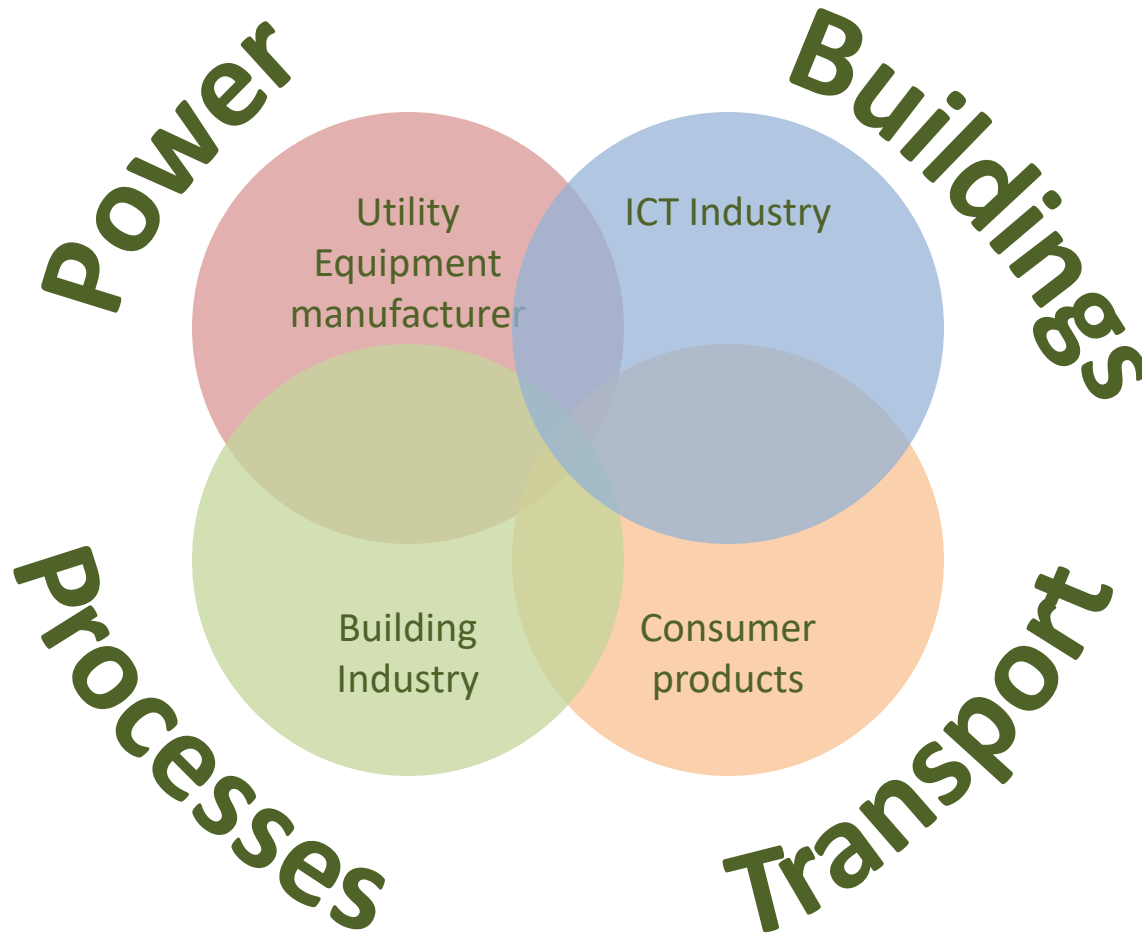 Power
Buildings
Utility
Equipment
manufacturer
ICT Industry
Building
Industry
Consumer
products
Processes
Transport